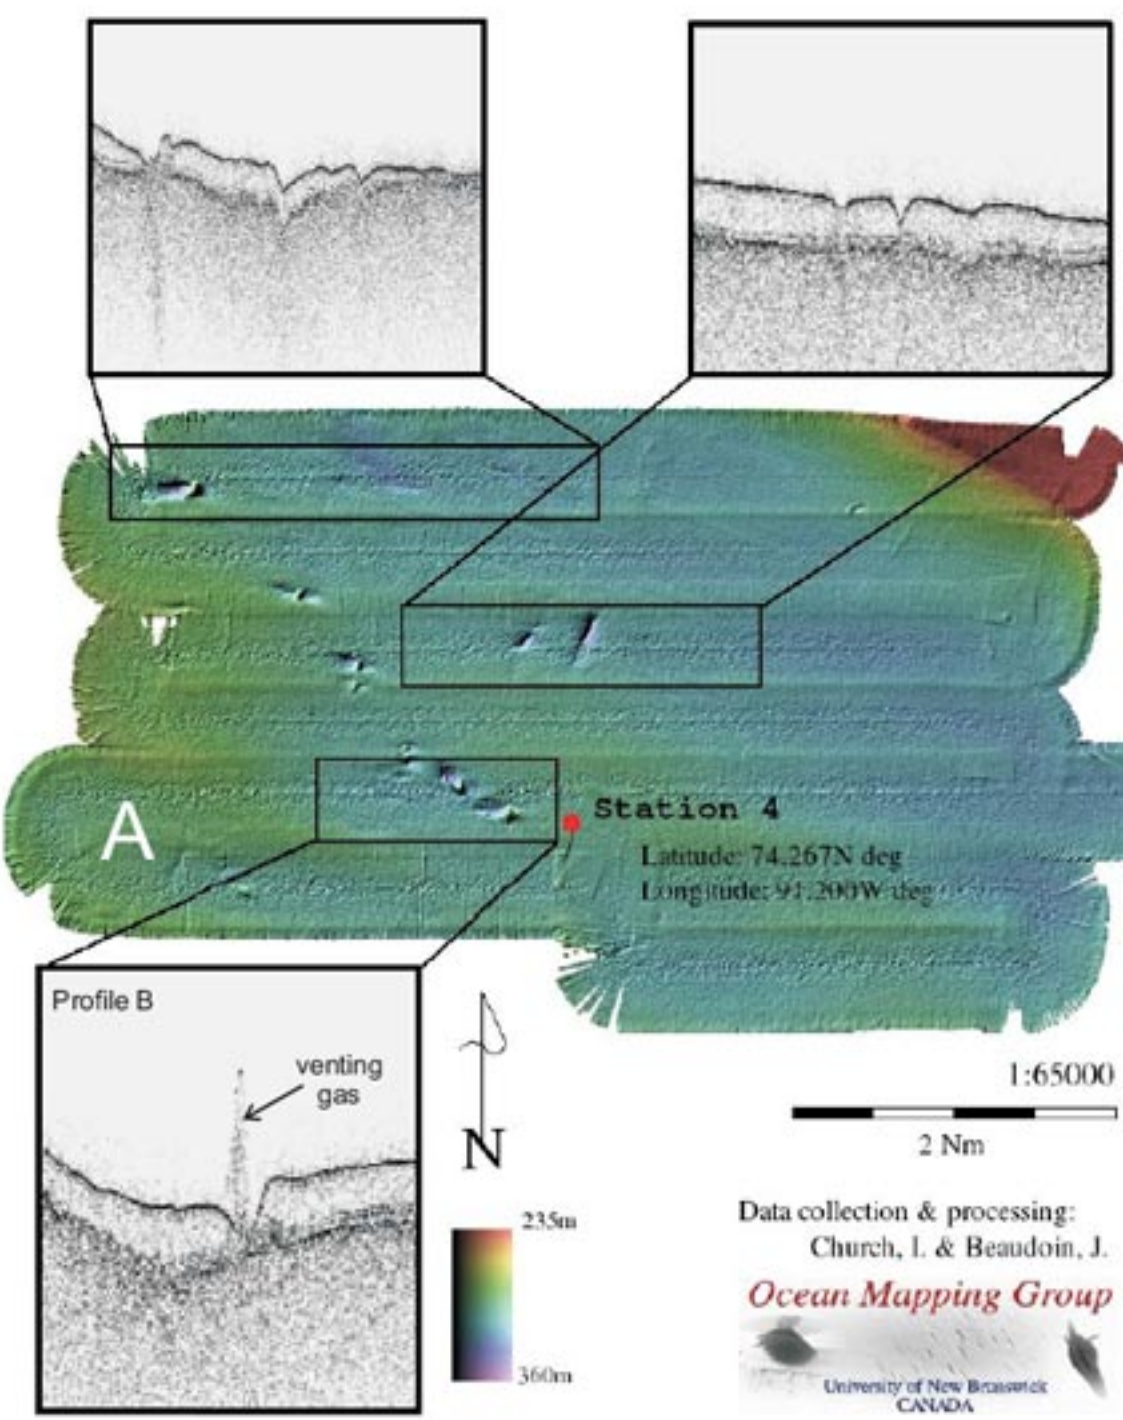 A
Station 4
Latitude: 74.267N deg
Longitude: 91.200W deg
Profile B
venting
gas
N
235m
360m
1:65000
2 Nm
Data collection & processing:
Church, I. & Beaudoin, J.
Ocean Mapping Group
University of New Brunswick
CANADA